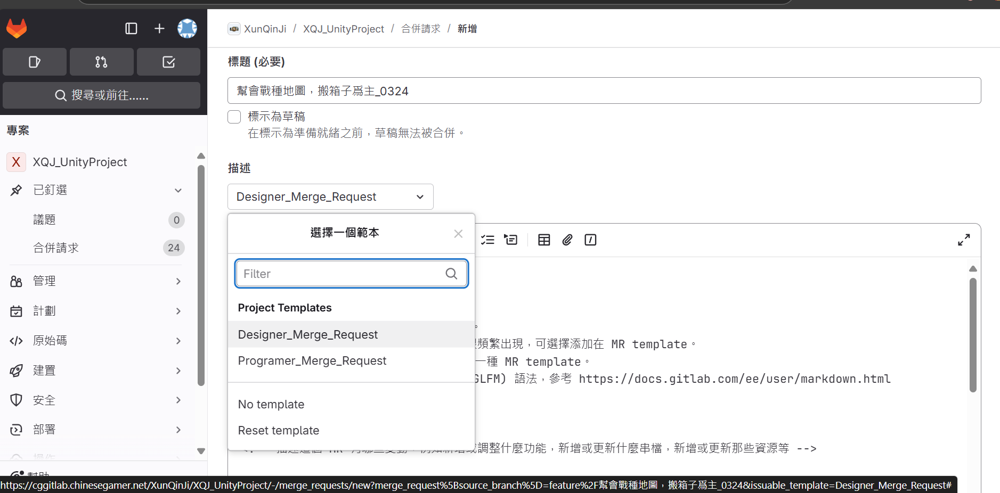 XunQinJi / XQJ_UnityProject / 合併請求 / 新增
搜尋或前往......
專案
X XQJ_UnityProject
已釘選
議題 0
合併請求 24
管理
計劃
原始碼
建置
安全
部署
操作
幫助
標題 (必要)
幫會戰種地圖，搬箱子爲主_0324
標示為草稿
在標示為準備就緒之前，草稿無法被合併。
描述
Designer_Merge_Request
選擇一個範本
Filter
Project Templates
Designer_Merge_Request
Programer_Merge_Request
No template
Reset template
。
頻繁出現，可選擇添加在 MR template。
一種 MR template。
GLFM) 語法，參考 https://docs.gitlab.com/ee/user/markdown.html
調整什麼功能，新增或更新什麼串檔，新增或更新那些資源等 -->
https://cggitlab.chinesegamer.net/XunQinJi/XQJ_UnityProject/-/merge_requests/new?merge_request%5Bsource_branch%5D=feature%2F幫會戰種地圖，搬箱子爲主_0324&issuable_template=Designer_Merge_Request#